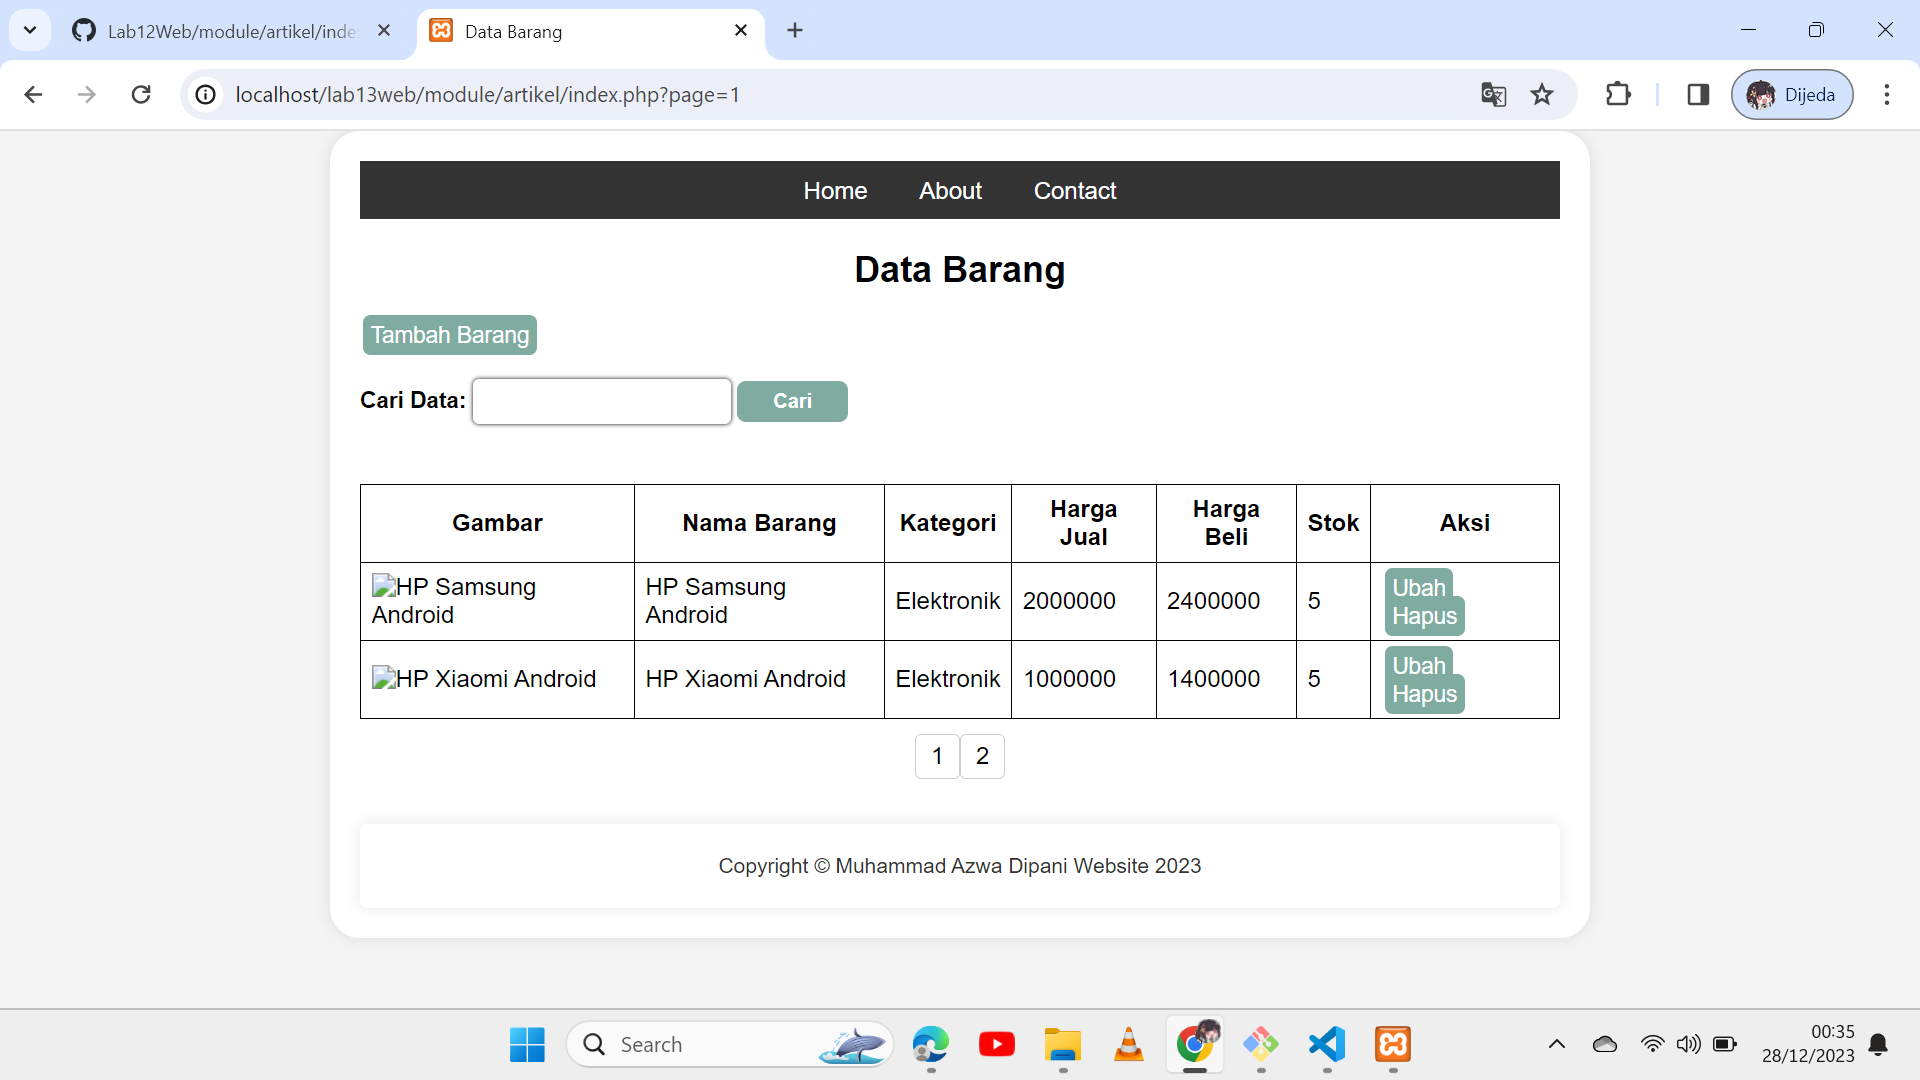 Lab12Web/module/artikel/inde
Data Barang
localhost/lab13web/module/artikel/index.php?page=1
Dijeda
Home About Contact
Data Barang
Tambah Barang
Cari Data: Cari
Gambar Nama Barang Kategori Harga Jual Harga Beli Stok Aksi
HP Samsung Android HP Samsung Android Elektronik 2000000 2400000 5 Ubah Hapus
HP Xiaomi Android HP Xiaomi Android Elektronik 1000000 1400000 5 Ubah Hapus
1 2
Copyright © Muhammad Azwa Dipani Website 2023
Search
00:35
28/12/2023